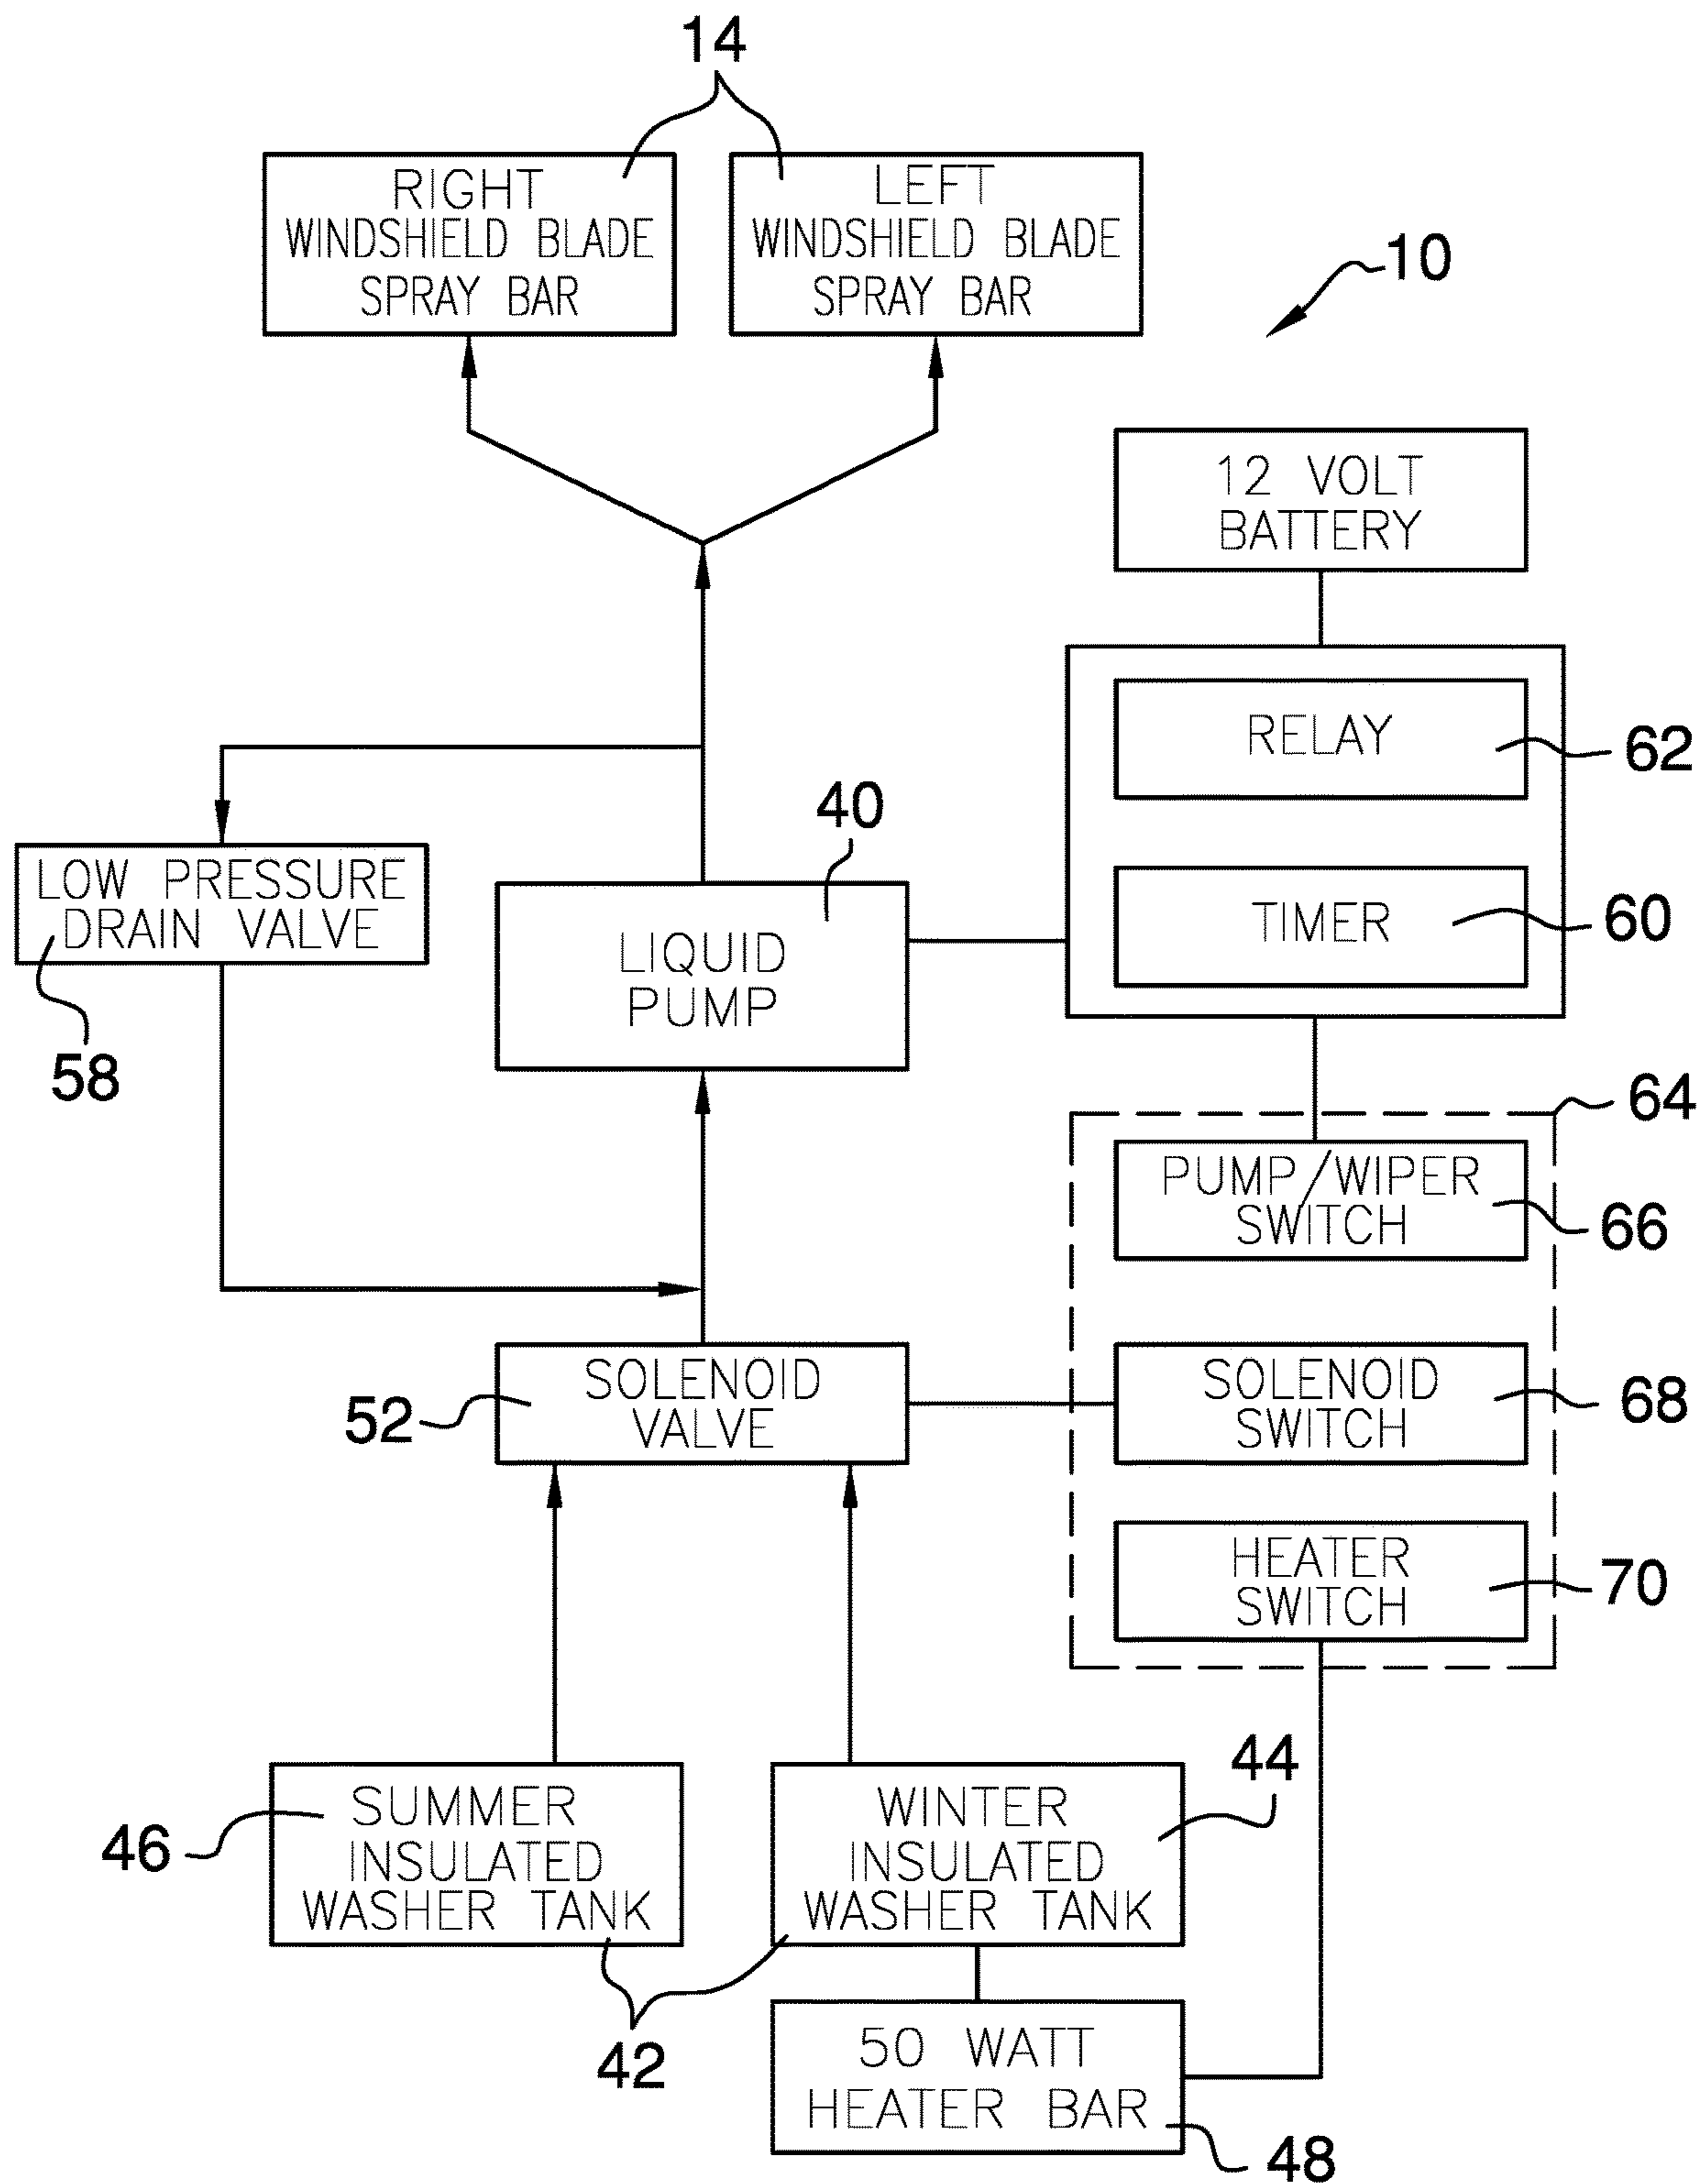 14
RIGHT
WINDSHIELD BLADE
SPRAY BAR
LEFT
WINDSHIELD BLADE
SPRAY BAR
10
12 VOLT
BATTERY
RELAY
62
40
LOW PRESSURE
DRAIN VALVE
58
LIQUID
PUMP
TIMER
60
64
PUMP/WIPER
SWITCH
66
52
SOLENOID
VALVE
SOLENOID
SWITCH
68
HEATER
SWITCH
70
46
SUMMER
INSULATED
WASHER TANK
WINTER
INSULATED
WASHER TANK
44
42
50 WATT
HEATER BAR
48